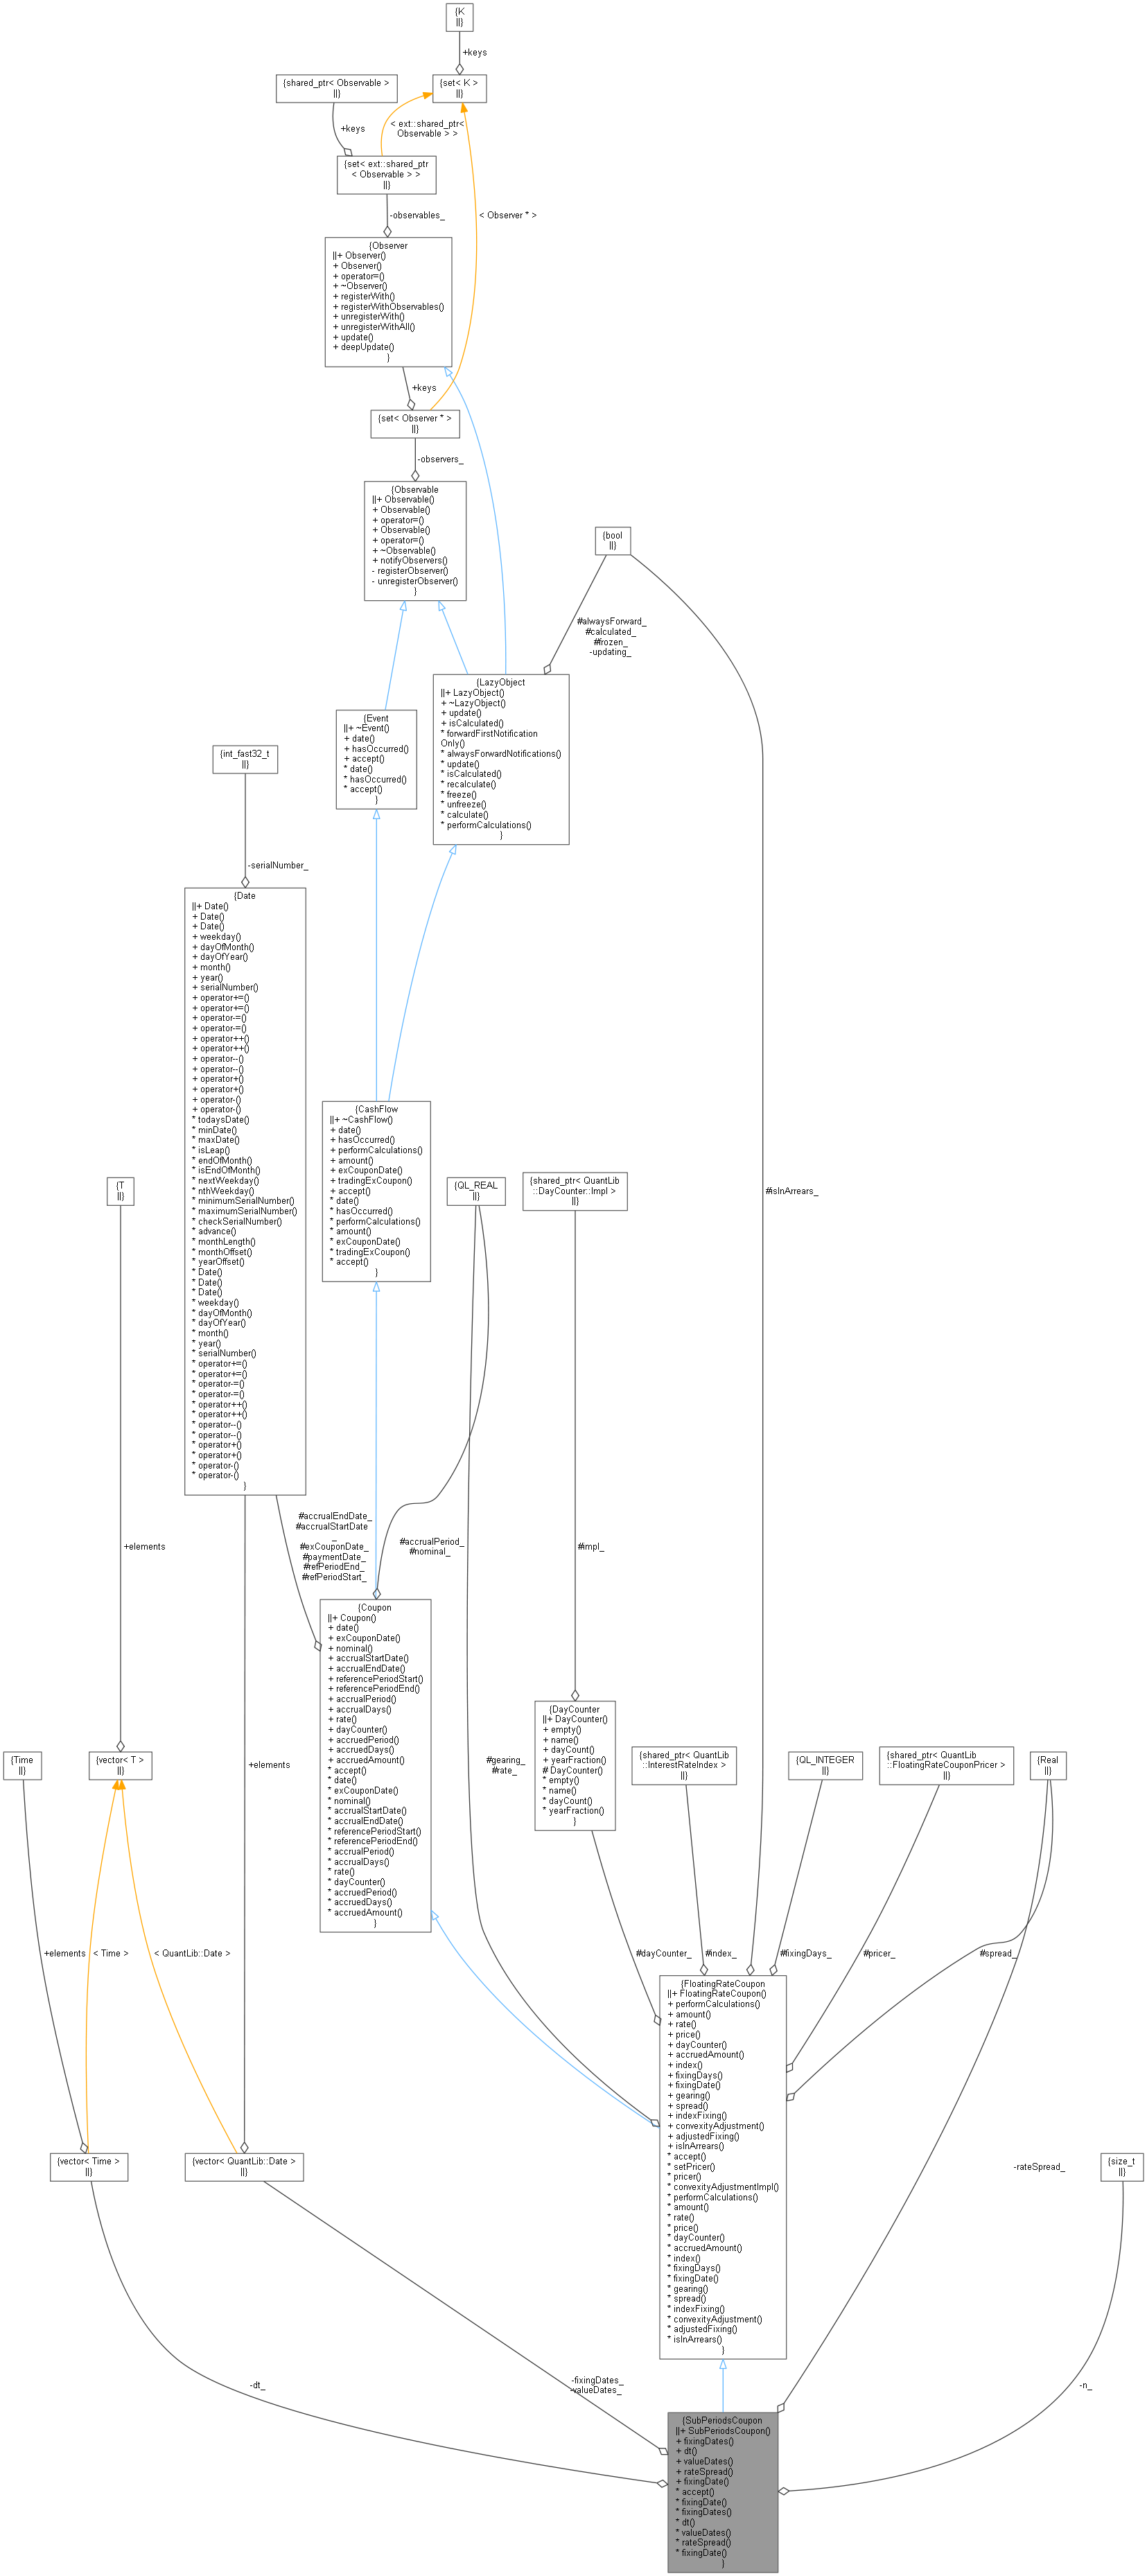 {K
||}
+keys
{shared_ptr< Observable >
||}
{set< K >
||}
+keys
< ext::shared_ptr<
Observable > >
{set< ext::shared_ptr
< Observable > >
||}
-observables_
< Observer * >
{Observer
||+ Observer()
+ Observer()
+ operator=()
+ ~Observer()
+ registerWith()
+ registerWithObservables()
+ unregisterWith()
+ unregisterWithAll()
+ update()
+ deepUpdate()
}
+keys
{set< Observer * >
||}
-observers_
{Observable
||+ Observable()
+ Observable()
+ operator=()
+ Observable()
+ operator=()
+ ~Observable()
+ notifyObservers()
- registerObserver()
- unregisterObserver()
}
{bool
||}
#alwaysForward_
#calculated_
#frozen_
-updating_
{LazyObject
||+ LazyObject()
+ ~LazyObject()
+ update()
+ isCalculated()
* forwardFirstNotification
Only()
* alwaysForwardNotifications()
* update()
* isCalculated()
* recalculate()
* freeze()
* unfreeze()
* calculate()
* performCalculations()
}
{Event
||+ ~Event()
+ date()
+ hasOccurred()
+ accept()
* date()
* hasOccurred()
* accept()
}
{int_fast32_t
||}
-serialNumber_
{Date
||+ Date()
+ Date()
+ Date()
+ weekday()
+ dayOfMonth()
+ dayOfYear()
+ month()
+ year()
+ serialNumber()
+ operator+=()
+ operator+=()
+ operator-=()
+ operator-=()
+ operator++()
+ operator++()
+ operator--()
+ operator--()
+ operator+()
+ operator+()
+ operator-()
+ operator-()
* todaysDate()
* minDate()
* maxDate()
* isLeap()
* endOfMonth()
* isEndOfMonth()
* nextWeekday()
* nthWeekday()
* minimumSerialNumber()
* maximumSerialNumber()
* checkSerialNumber()
* advance()
* monthLength()
* monthOffset()
* yearOffset()
* Date()
* Date()
* Date()
* weekday()
* dayOfMonth()
* dayOfYear()
* month()
* year()
* serialNumber()
* operator+=()
* operator+=()
* operator-=()
* operator-=()
* operator++()
* operator++()
* operator--()
* operator--()
* operator+()
* operator+()
* operator-()
* operator-()
}
{CashFlow
||+ ~CashFlow()
+ date()
+ hasOccurred()
+ performCalculations()
+ amount()
+ exCouponDate()
+ tradingExCoupon()
+ accept()
* date()
* hasOccurred()
* performCalculations()
* amount()
* exCouponDate()
* tradingExCoupon()
* accept()
}
{T
||}
{QL_REAL
||}
{shared_ptr< QuantLib
::DayCounter::Impl >
||}
#isInArrears_
+elements
#accrualEndDate_
#accrualStartDate
_
#exCouponDate_
#paymentDate_
#refPeriodEnd_
#refPeriodStart_
#accrualPeriod_
#nominal_
#impl_
{Coupon
||+ Coupon()
+ date()
+ exCouponDate()
+ nominal()
+ accrualStartDate()
+ accrualEndDate()
+ referencePeriodStart()
+ referencePeriodEnd()
+ accrualPeriod()
+ accrualDays()
+ rate()
+ dayCounter()
+ accruedPeriod()
+ accruedDays()
+ accruedAmount()
* accept()
* date()
* exCouponDate()
* nominal()
* accrualStartDate()
* accrualEndDate()
* referencePeriodStart()
* referencePeriodEnd()
* accrualPeriod()
* accrualDays()
* rate()
* dayCounter()
* accruedPeriod()
* accruedDays()
* accruedAmount()
}
{DayCounter
||+ DayCounter()
+ empty()
+ name()
+ dayCount()
+ yearFraction()
# DayCounter()
* empty()
* name()
* dayCount()
* yearFraction()
}
{Time
||}
{vector< T >
||}
+elements
#gearing_
#rate_
{shared_ptr< QuantLib
::InterestRateIndex >
||}
{QL_INTEGER
||}
{shared_ptr< QuantLib
::FloatingRateCouponPricer >
||}
{Real
||}
+elements
< Time >
< QuantLib::Date >
#dayCounter_
#index_
#fixingDays_
#pricer_
#spread_
{FloatingRateCoupon
||+ FloatingRateCoupon()
+ performCalculations()
+ amount()
+ rate()
+ price()
+ dayCounter()
+ accruedAmount()
+ index()
+ fixingDays()
+ fixingDate()
+ gearing()
+ spread()
+ indexFixing()
+ convexityAdjustment()
+ adjustedFixing()
+ isInArrears()
* accept()
* setPricer()
* pricer()
* convexityAdjustmentImpl()
* performCalculations()
* amount()
* rate()
* price()
* dayCounter()
* accruedAmount()
* index()
* fixingDays()
* fixingDate()
* gearing()
* spread()
* indexFixing()
* convexityAdjustment()
* adjustedFixing()
* isInArrears()
}
{vector< Time >
||}
{vector< QuantLib::Date >
||}
-rateSpread_
{size_t
||}
-dt_
-fixingDates_
-valueDates_
-n_
{SubPeriodsCoupon
||+ SubPeriodsCoupon()
+ fixingDates()
+ dt()
+ valueDates()
+ rateSpread()
+ fixingDate()
* accept()
* fixingDate()
* fixingDates()
* dt()
* valueDates()
* rateSpread()
* fixingDate()
}